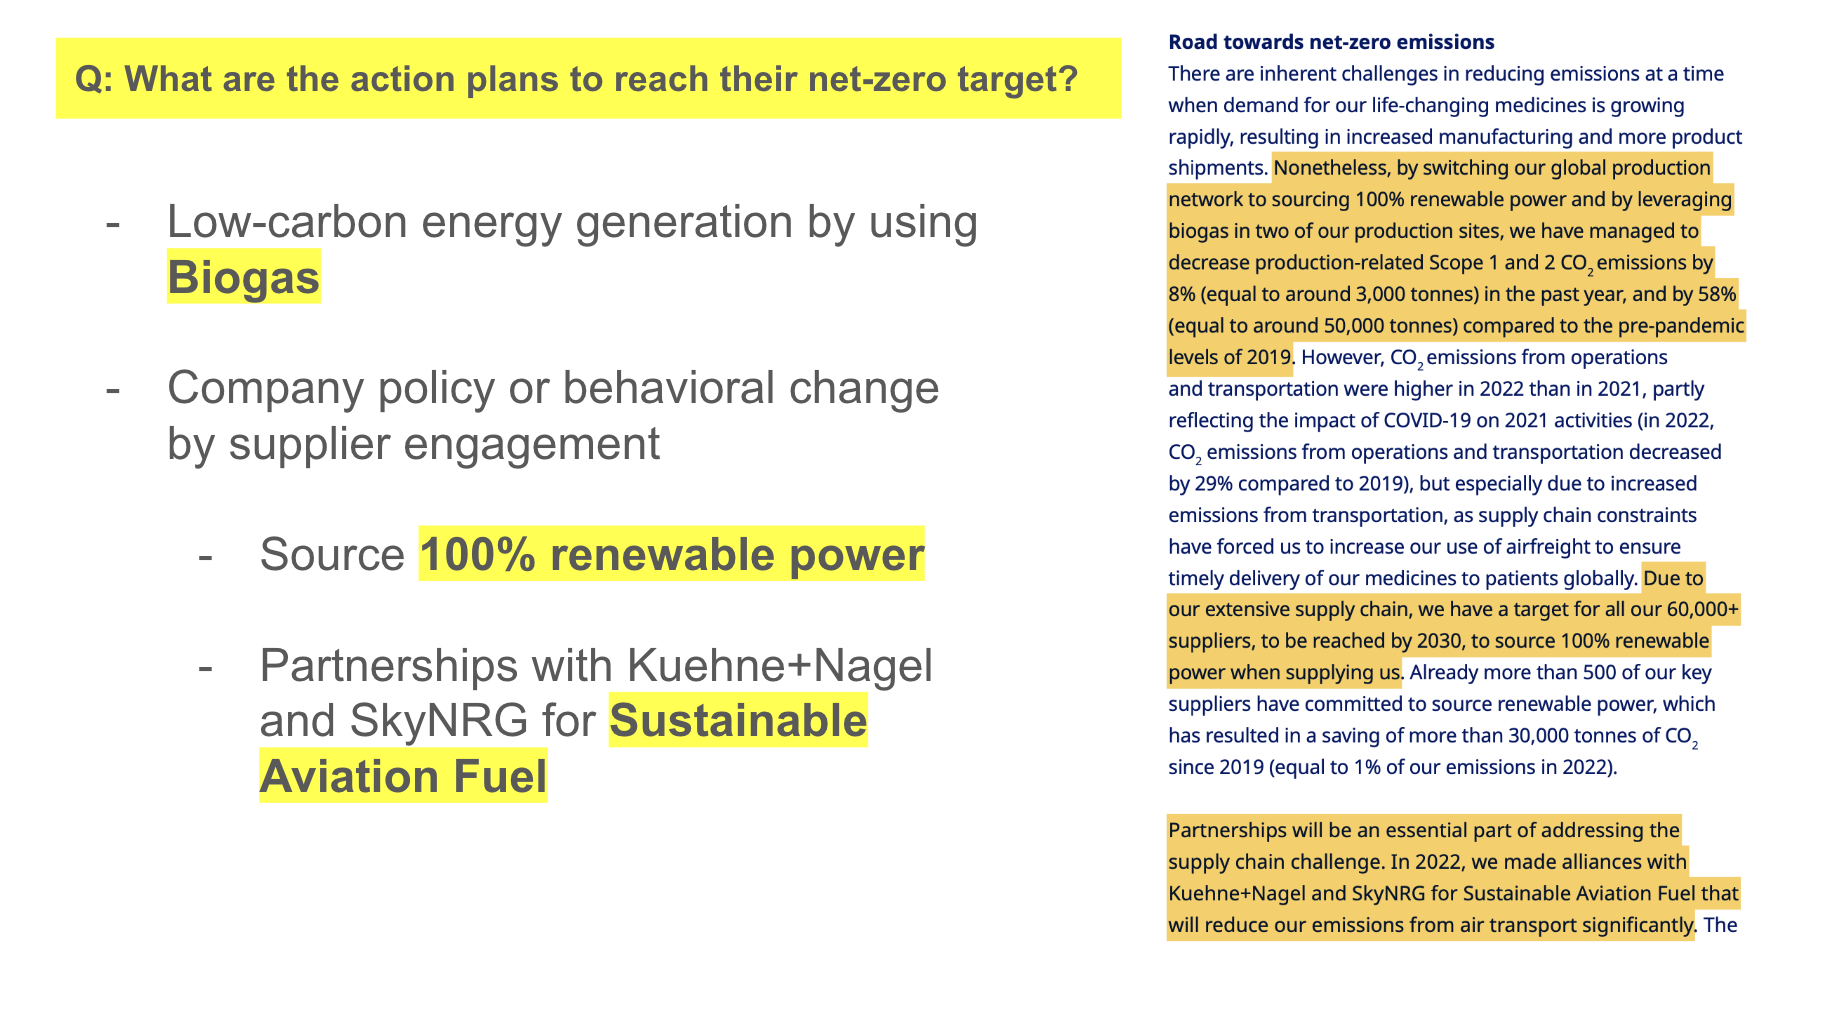 Q: What are the action plans to reach their net-zero target?
- Low-carbon energy generation by using
Biogas
- Company policy or behavioral change
by supplier engagement
- Source 100% renewable power
- Partnerships with Kuehne+Nagel
and SkyNRG for Sustainable
Aviation Fuel
Road towards net-zero emissions
There are inherent challenges in reducing emissions at a time
when demand for our life-changing medicines is growing
rapidly, resulting in increased manufacturing and more product
shipments. Nonetheless, by switching our global production
network to sourcing 100% renewable power and by leveraging
biogas in two of our production sites, we have managed to
decrease production-related Scope 1 and 2 CO2 emissions by
8% (equal to around 3,000 tonnes) in the past year, and by 58%
(equal to around 50,000 tonnes) compared to the pre-pandemic
levels of 2019. However, CO2 emissions from operations
and transportation were higher in 2022 than in 2021, partly
reflecting the impact of COVID-19 on 2021 activities (in 2022,
CO2 emissions from operations and transportation decreased
by 29% compared to 2019), but especially due to increased
emissions from transportation, as supply chain constraints
have forced us to increase our use of airfreight to ensure
timely delivery of our medicines to patients globally. Due to
our extensive supply chain, we have a target for all our 60,000+
suppliers, to be reached by 2030, to source 100% renewable
power when supplying us. Already more than 500 of our key
suppliers have committed to source renewable power, which
has resulted in a saving of more than 30,000 tonnes of CO2
since 2019 (equal to 1% of our emissions in 2022).
Partnerships will be an essential part of addressing the
supply chain challenge. In 2022, we made alliances with
Kuehne+Nagel and SkyNRG for Sustainable Aviation Fuel that
will reduce our emissions from air transport significantly. The